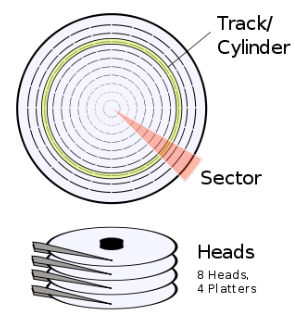 Track/
Cylinder
Sector
Heads
8 Heads,
4 Platters